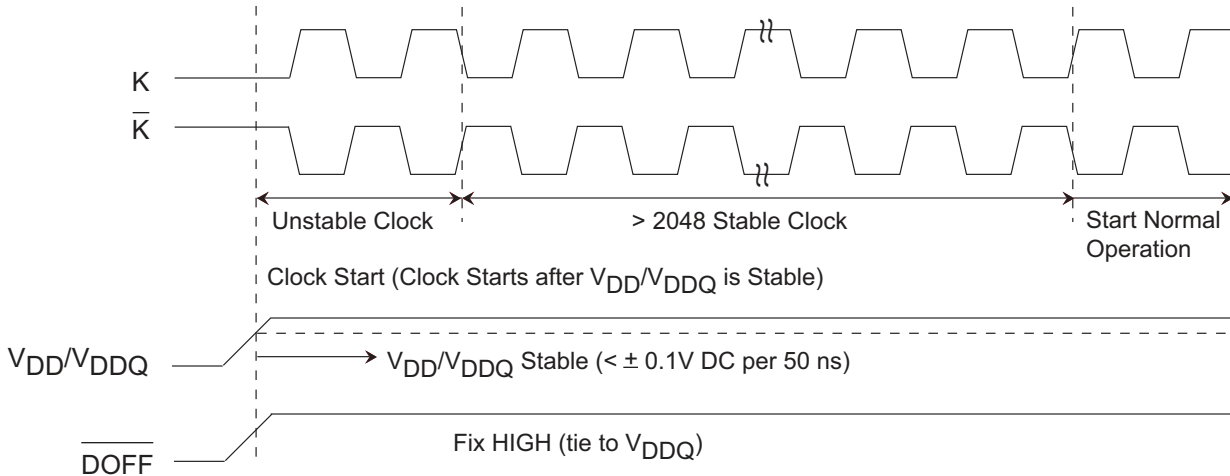 K
K̅
Unstable Clock
> 2048 Stable Clock
Start Normal
Operation
Clock Start (Clock Starts after VDD/VDDQ is Stable)
VDD/VDDQ
VDD/VDDQ Stable (< ± 0.1V DC per 50 ns)
Fix HIGH (tie to VDDQ)
D̅O̅F̅F̅